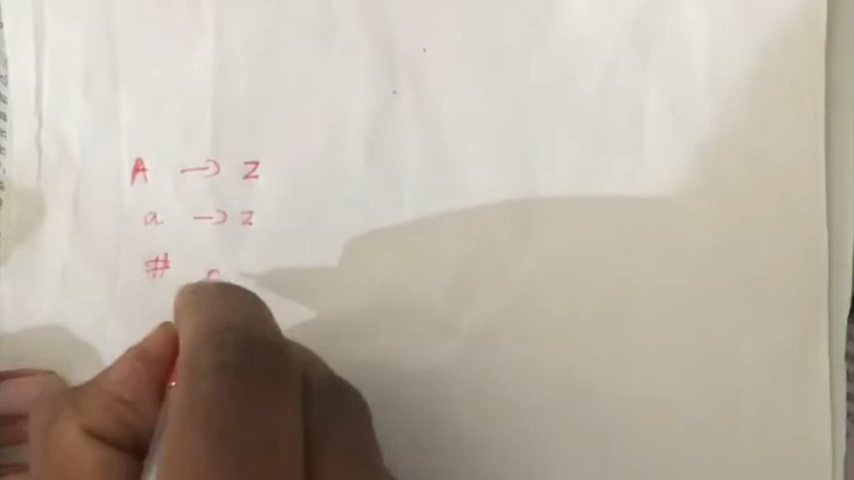 A → Z
a → z
#